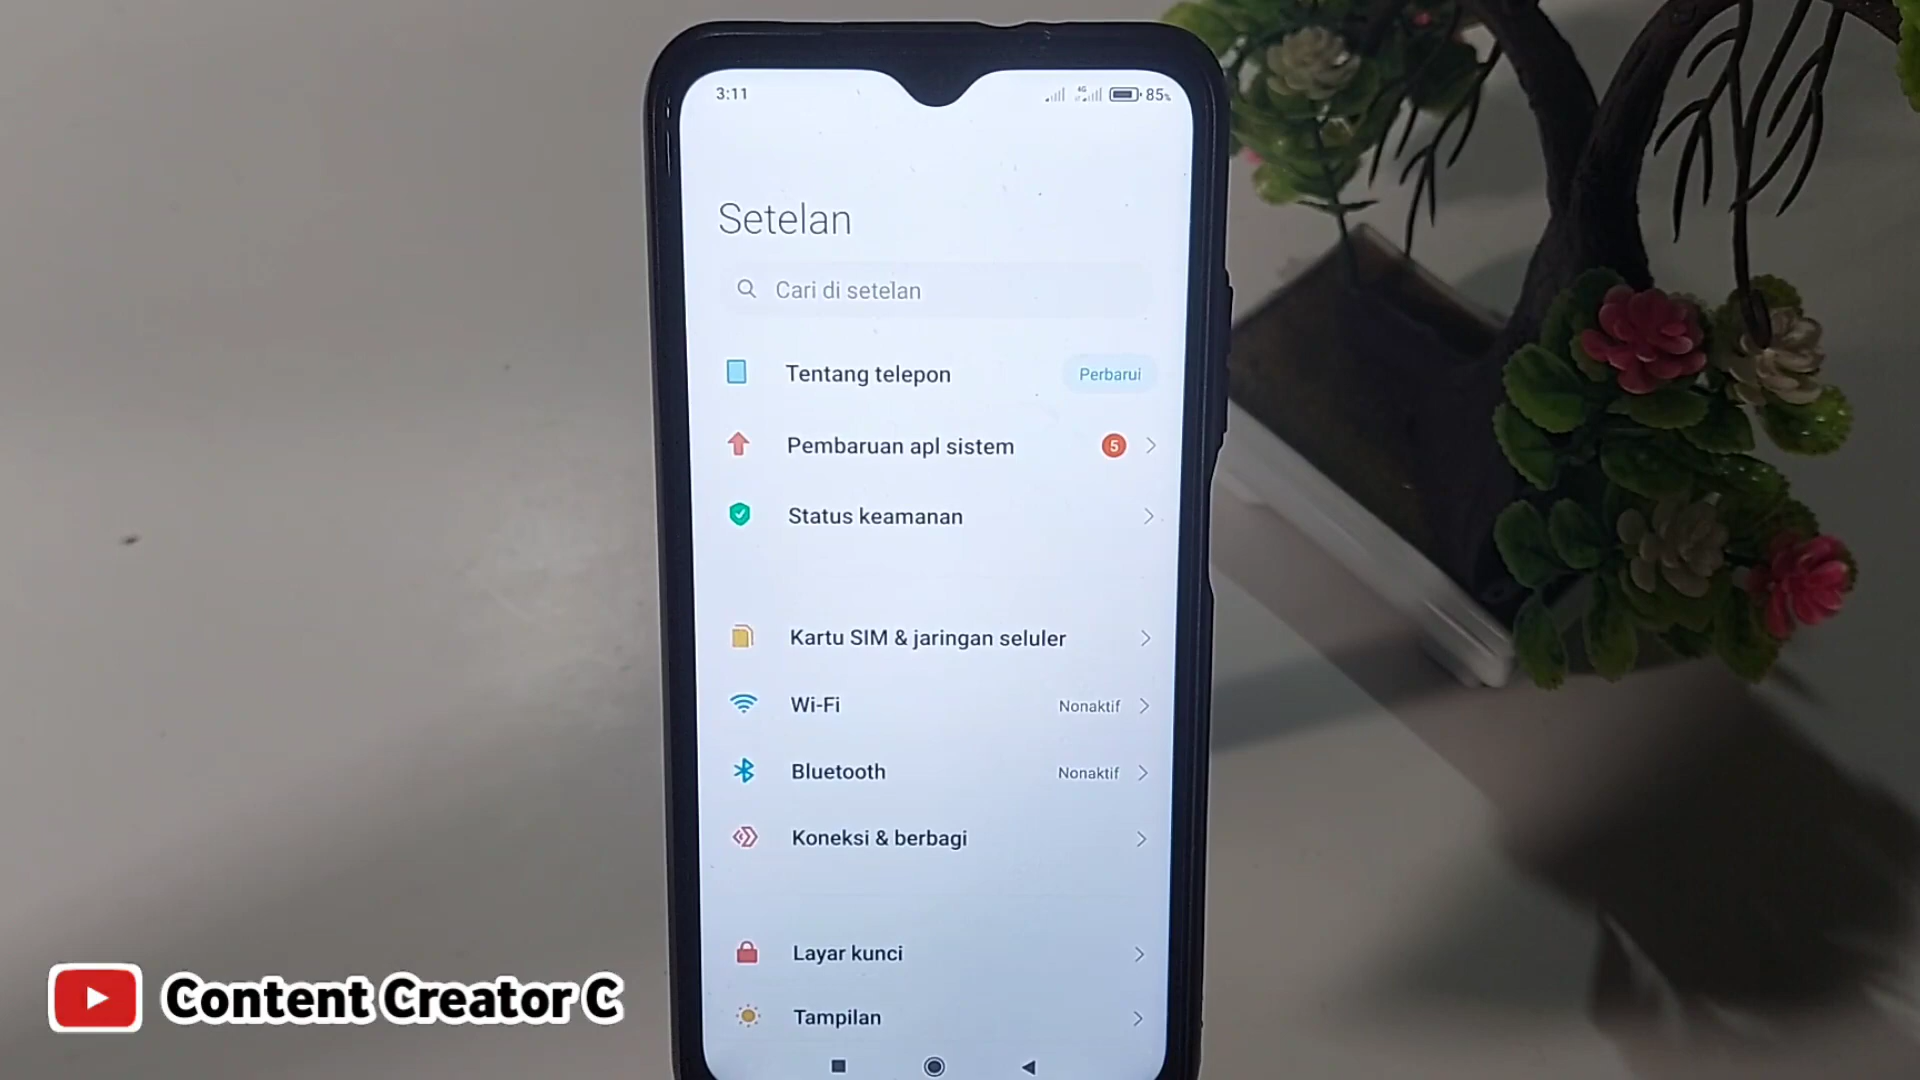 3:11
4G
85%
Setelan
Cari di setelan
Tentang telepon
Perbarui
Pembaruan apl sistem
5
Status keamanan
Kartu SIM & jaringan seluler
Wi-Fi
Nonaktif
Bluetooth
Nonaktif
Koneksi & berbagi
Layar kunci
Tampilan
Content Creator C